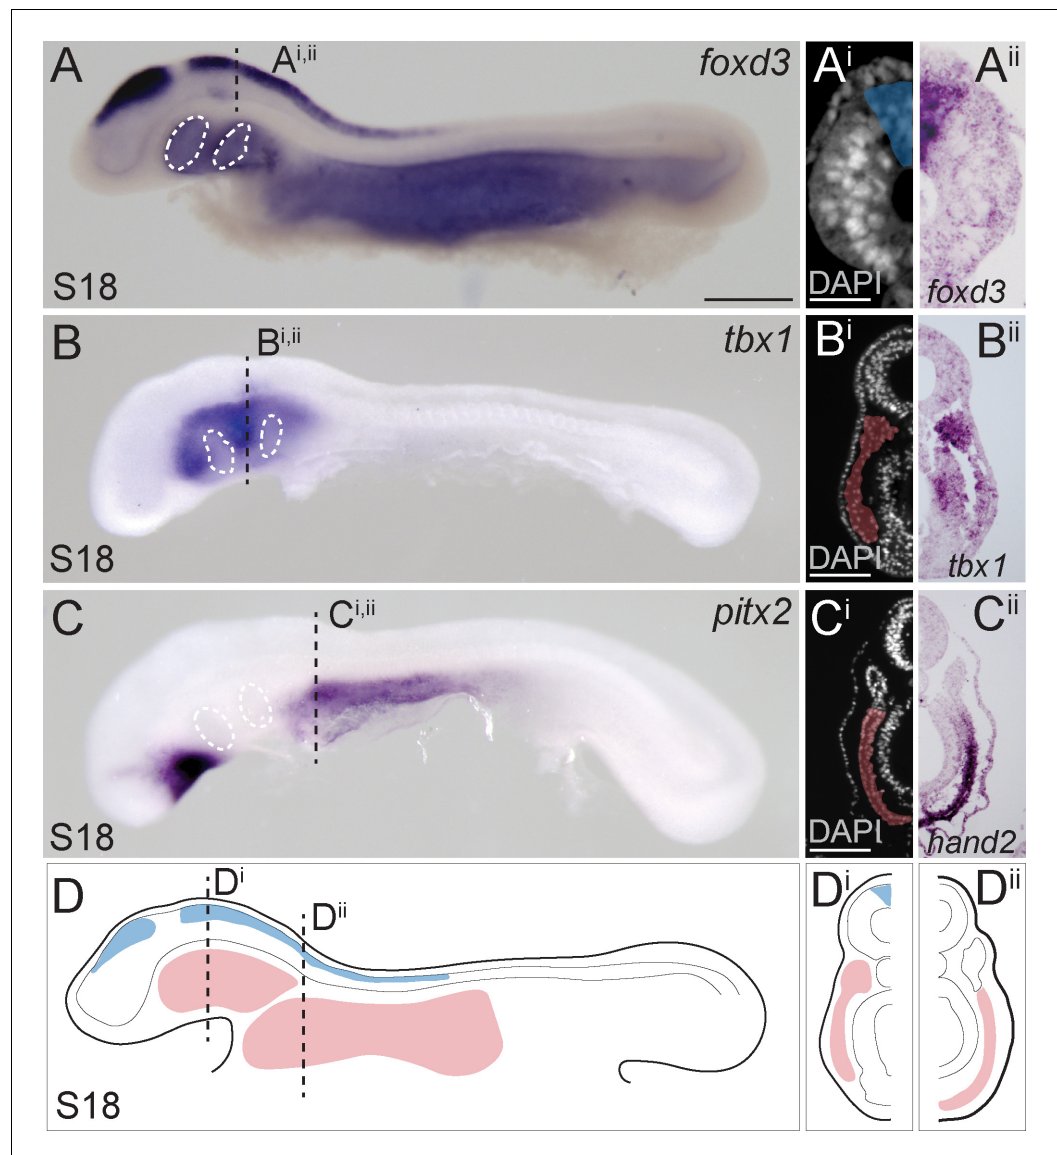 A
A^i,ii
foxd3
S18
A^i
DAPI
A^ii
foxd3
B
B^i,ii
tbx1
S18
B^i
DAPI
B^ii
tbx1
C
C^i,ii
pitx2
S18
C^i
DAPI
C^ii
hand2
D
D^i
D^ii
S18
D^i
D^ii